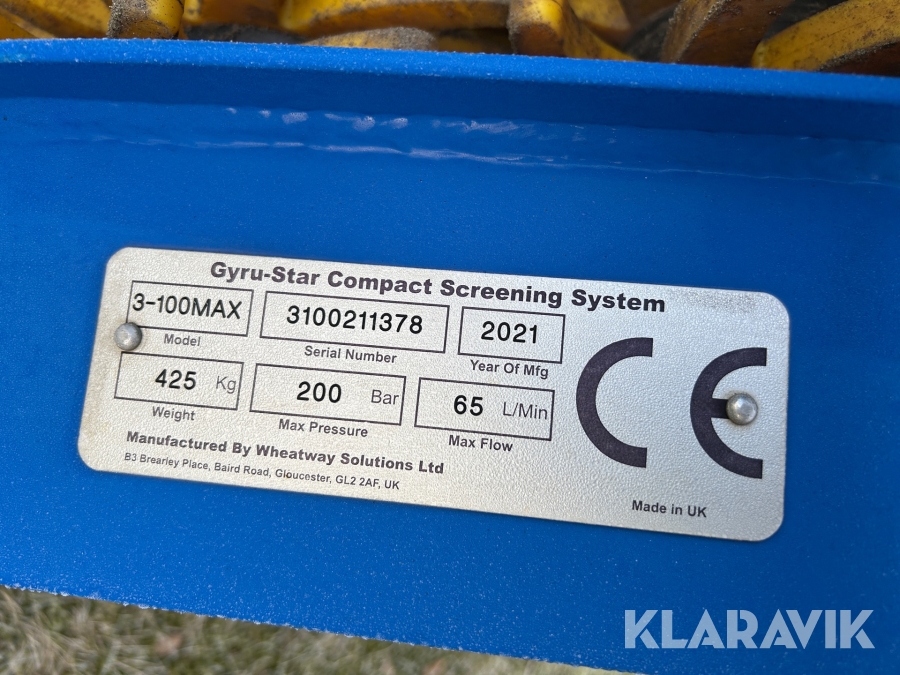 Gyru-Star Compact Screening System
3-100MAX 3100211378 2021
Model Serial Number Year Of Mfg
425 Kg 200 Bar 65 L/Min
Weight Max Pressure Max Flow
Manufactured By Wheatway Solutions Ltd
B3 Brearley Place, Baird Road, Gloucester, GL2 2AF, UK
CE
Made in UK
KLARAVIK